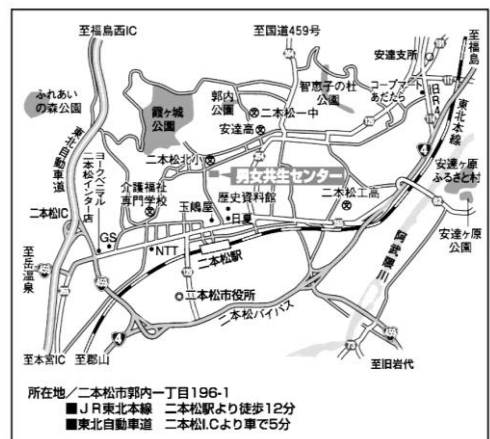 至福島西IC
至国道459号
至福島
安達支所
ふれあい
の森公園
霞ヶ城
公園
郭内
公園
二本松一中
智恵子の杜
公園
コープマート
あだたら
旧RA
東北本線
安達高
東北自動車道
ヨークベニマル
二本松インター店
二本松北小
男女共生センター
介護福祉
専門学校
歴史資料館
二本松工高
安達ヶ原
ふるさと村
二本松IC
玉嶋屋
日夏
安達ヶ原
公園
GS
NTT
二本松駅
阿武隈川
至岳温泉
二本松市役所
二本松バイパス
4
4
至本宮IC
至郡山
至旧岩代
所在地／二本松市郭内一丁目196-1
■JR東北本線 二本松駅より徒歩12分
■東北自動車道 二本松I.Cより車で5分